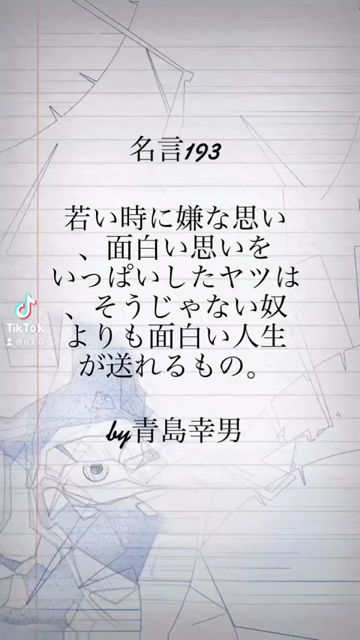 名言193
若い時に嫌な思い
、面白い思いを
いっぱいしたヤツは
、そうじゃない奴
よりも面白い人生
が送れるもの。
by青島幸男
TikTok